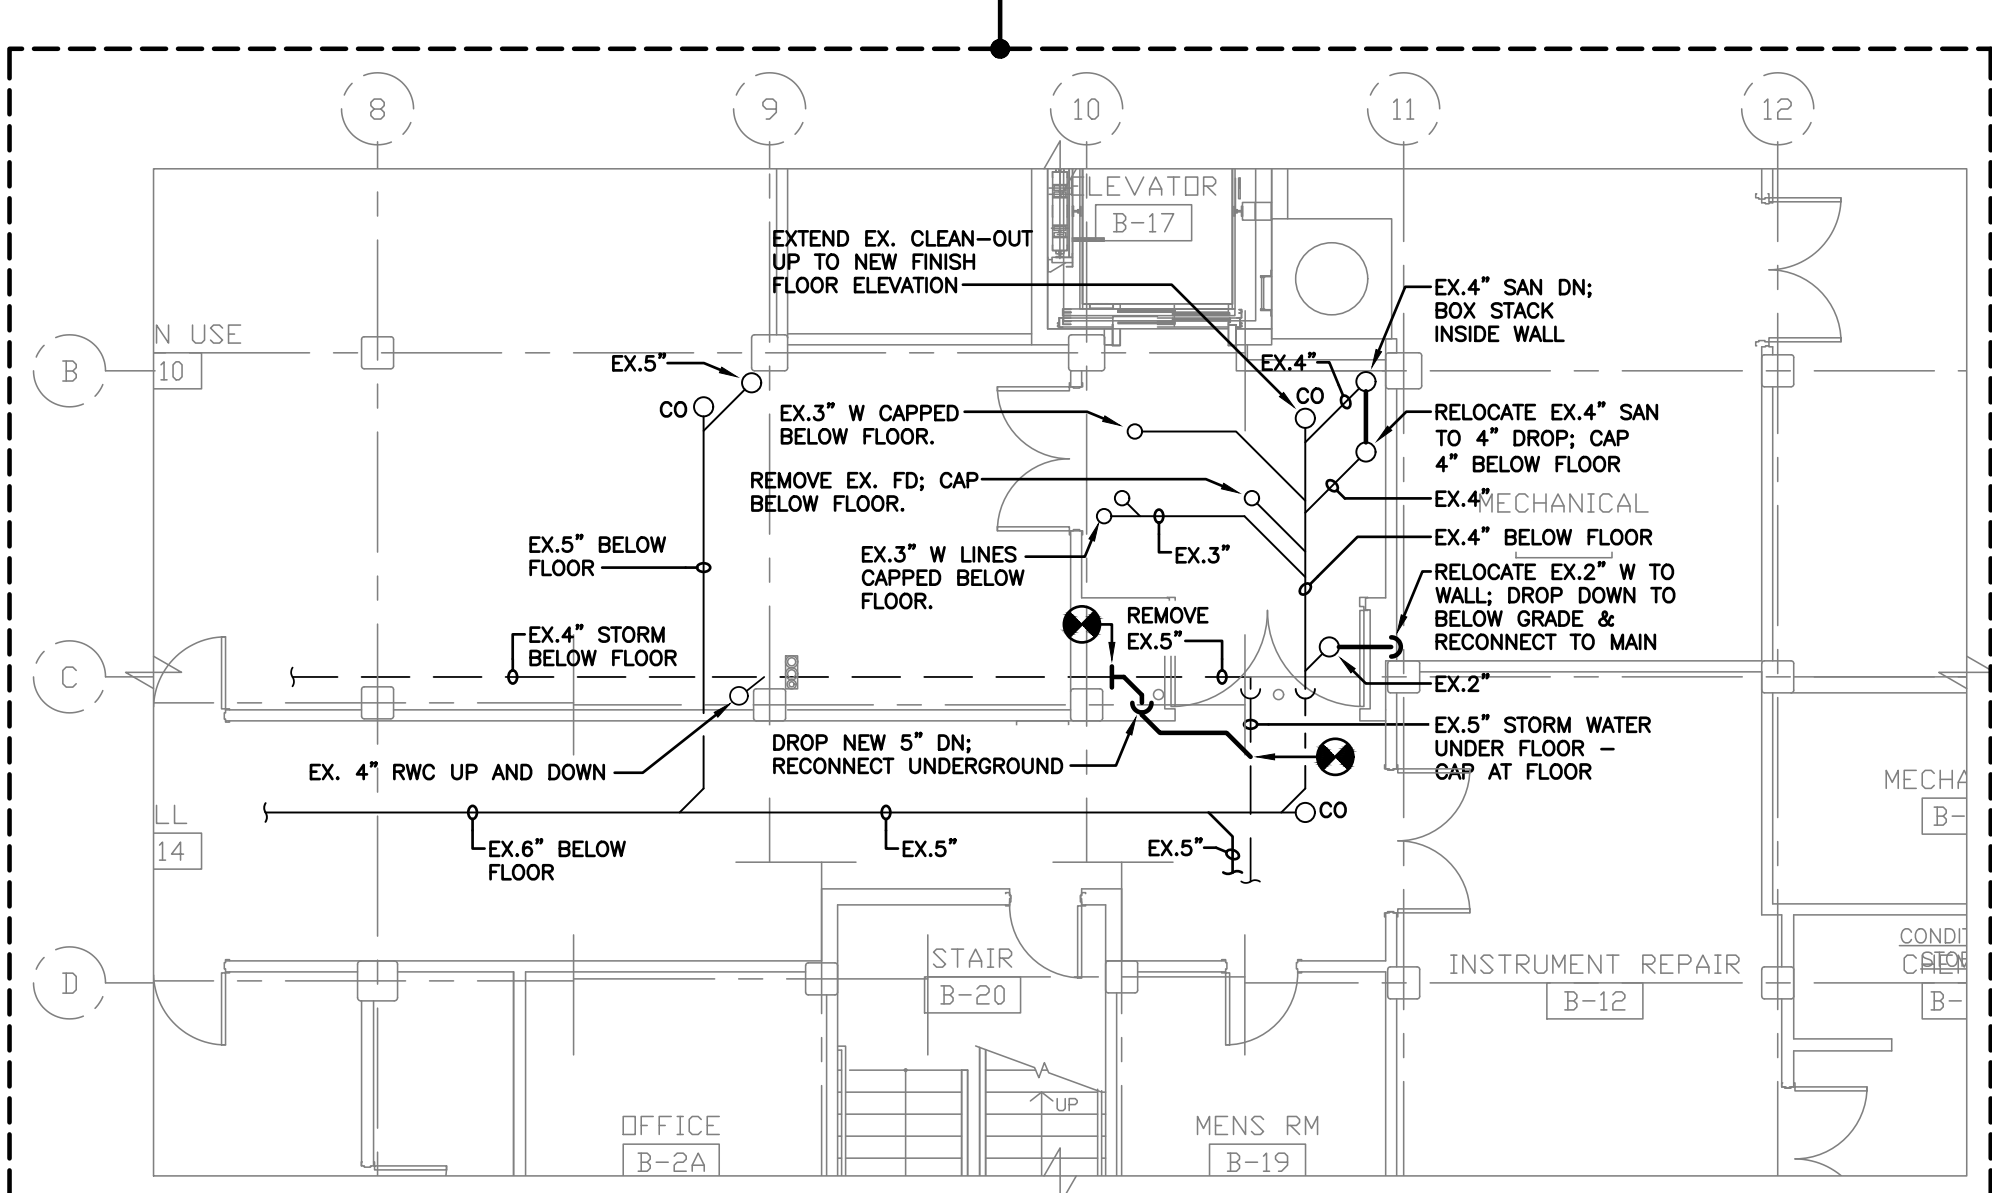 8
9
10
11
12
ELEVATOR
B-17
EXTEND EX. CLEAN-OUT
UP TO NEW FINISH
FLOOR ELEVATION
EX.4" SAN DN;
BOX STACK
INSIDE WALL
N USE
10
B
EX.5"
EX.4"
CO
CO
EX.3" W CAPPED
BELOW FLOOR.
RELOCATE EX.4" SAN
TO 4" DROP; CAP
4" BELOW FLOOR
REMOVE EX. FD; CAP
BELOW FLOOR.
EX.4"
MECHANICAL
EX.5" BELOW
FLOOR
EX.3" W LINES
CAPPED BELOW
FLOOR.
EX.3"
EX.4" BELOW FLOOR
RELOCATE EX.2" W TO
WALL; DROP DOWN TO
BELOW GRADE &
RECONNECT TO MAIN
REMOVE
EX.5"
EX.4" STORM
BELOW FLOOR
C
EX.2"
EX.5" STORM WATER
UNDER FLOOR -
CAP AT FLOOR
DROP NEW 5" DN;
RECONNECT UNDERGROUND
EX. 4" RWC UP AND DOWN
MECHA
B-
LL
14
CO
EX.6" BELOW
FLOOR
EX.5"
EX.5"
D
STAIR
B-20
INSTRUMENT REPAIR
B-12
CONDIT
B-
UP
OFFICE
B-2A
MENS RM
B-19